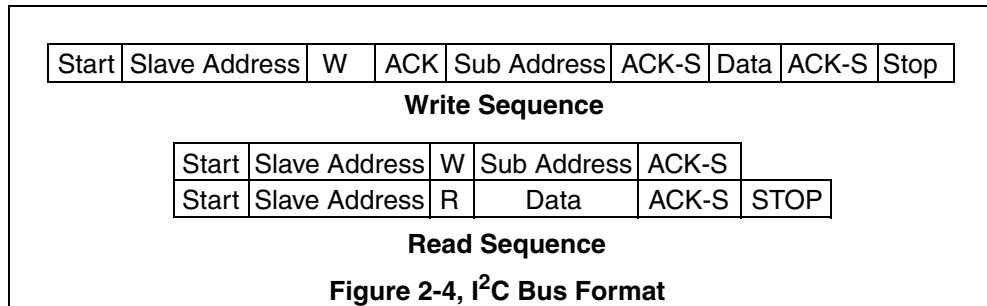 Start Slave Address W ACK Sub Address ACK-S Data ACK-S Stop
Write Sequence
Start Slave Address W Sub Address ACK-S
Start Slave Address R Data ACK-S STOP
Read Sequence
Figure 2-4, I²C Bus Format